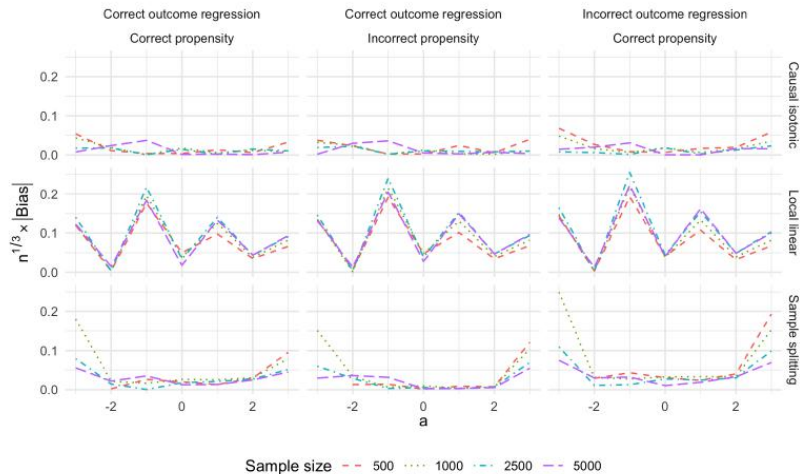 Correct outcome regression Correct outcome regression Incorrect outcome regression
Correct propensity Incorrect propensity Correct propensity
0.2
0.1
0.0
Causal isotonic
0.2
0.1
0.0
Local linear
0.2
0.1
0.0
Sample splitting
n^1/3 × |Bias|
-2 0 2 -2 0 2 -2 0 2
a
Sample size 500 1000 2500 5000